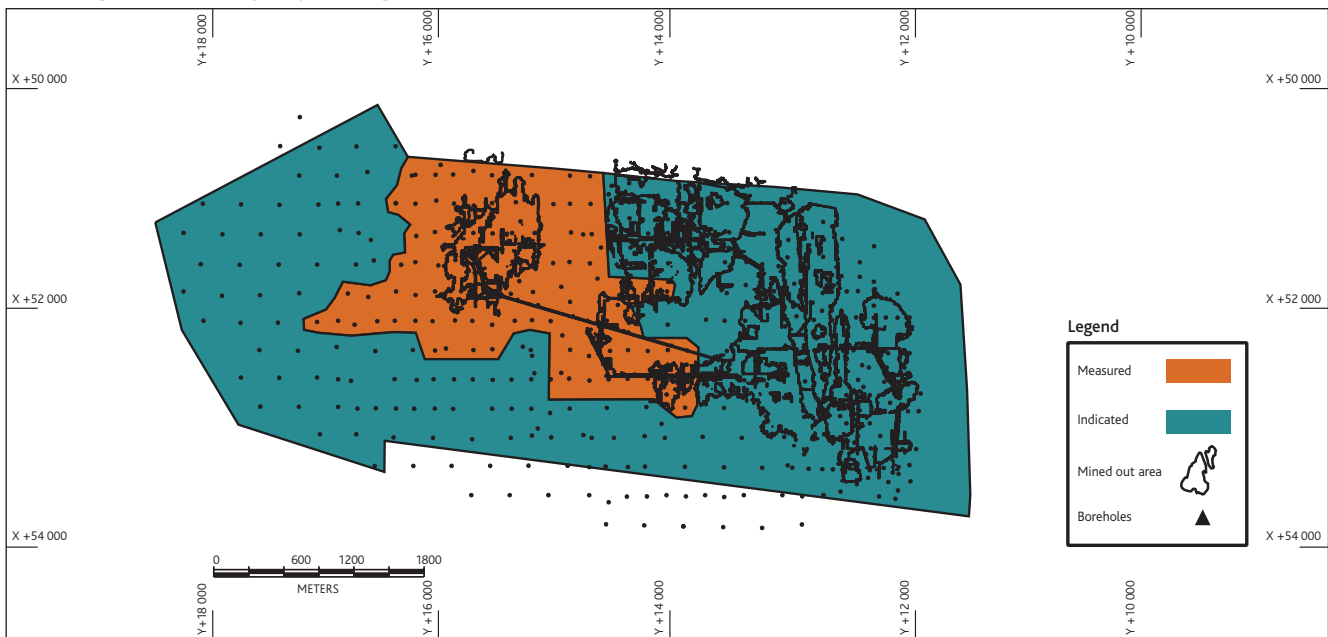 Y+18 000
Y +16 000
Y +14 000
Y +12 000
Y +10 000
X +50 000
X +50 000
X +52 000
X +52 000
Legend
Measured
Indicated
Mined out area
Boreholes
X +54 000
X +54 000
0 600 1200 1800
METERS
Y+18 000
Y +16 000
Y +14 000
Y +12 000
Y +10 000